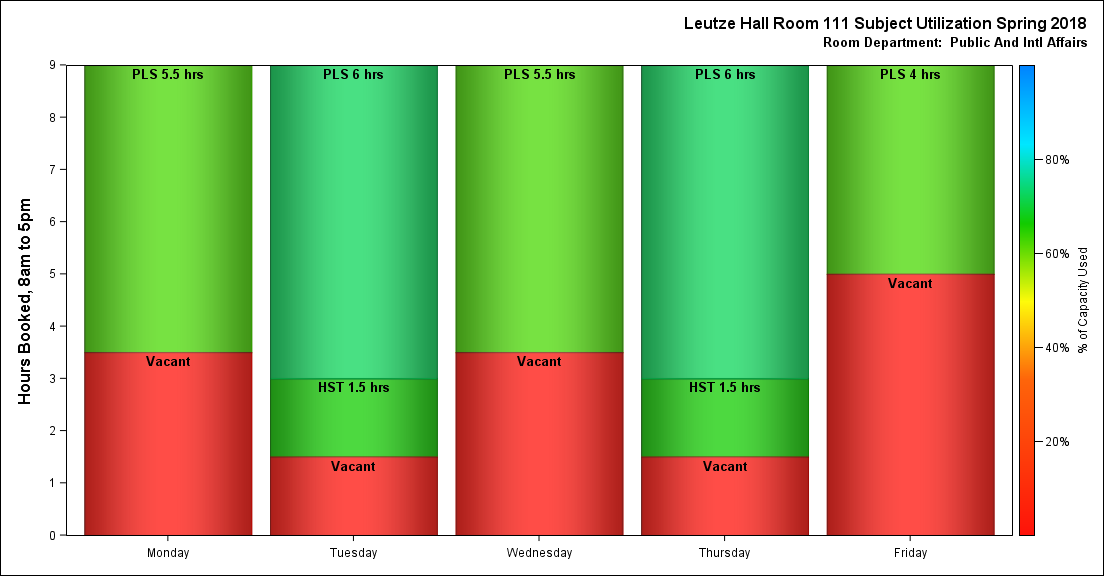 Leutze Hall Room 111 Subject Utilization Spring 2018
Room Department:  Public And Intl Affairs
Hours Booked, 8am to 5pm
9
8
7
6
5
4
3
2
1
0
PLS 5.5 hrs
Vacant
PLS 6 hrs
HST 1.5 hrs
Vacant
PLS 5.5 hrs
Vacant
PLS 6 hrs
HST 1.5 hrs
Vacant
PLS 4 hrs
Vacant
Monday
Tuesday
Wednesday
Thursday
Friday
80%
60%
40%
20%
% of Capacity Used